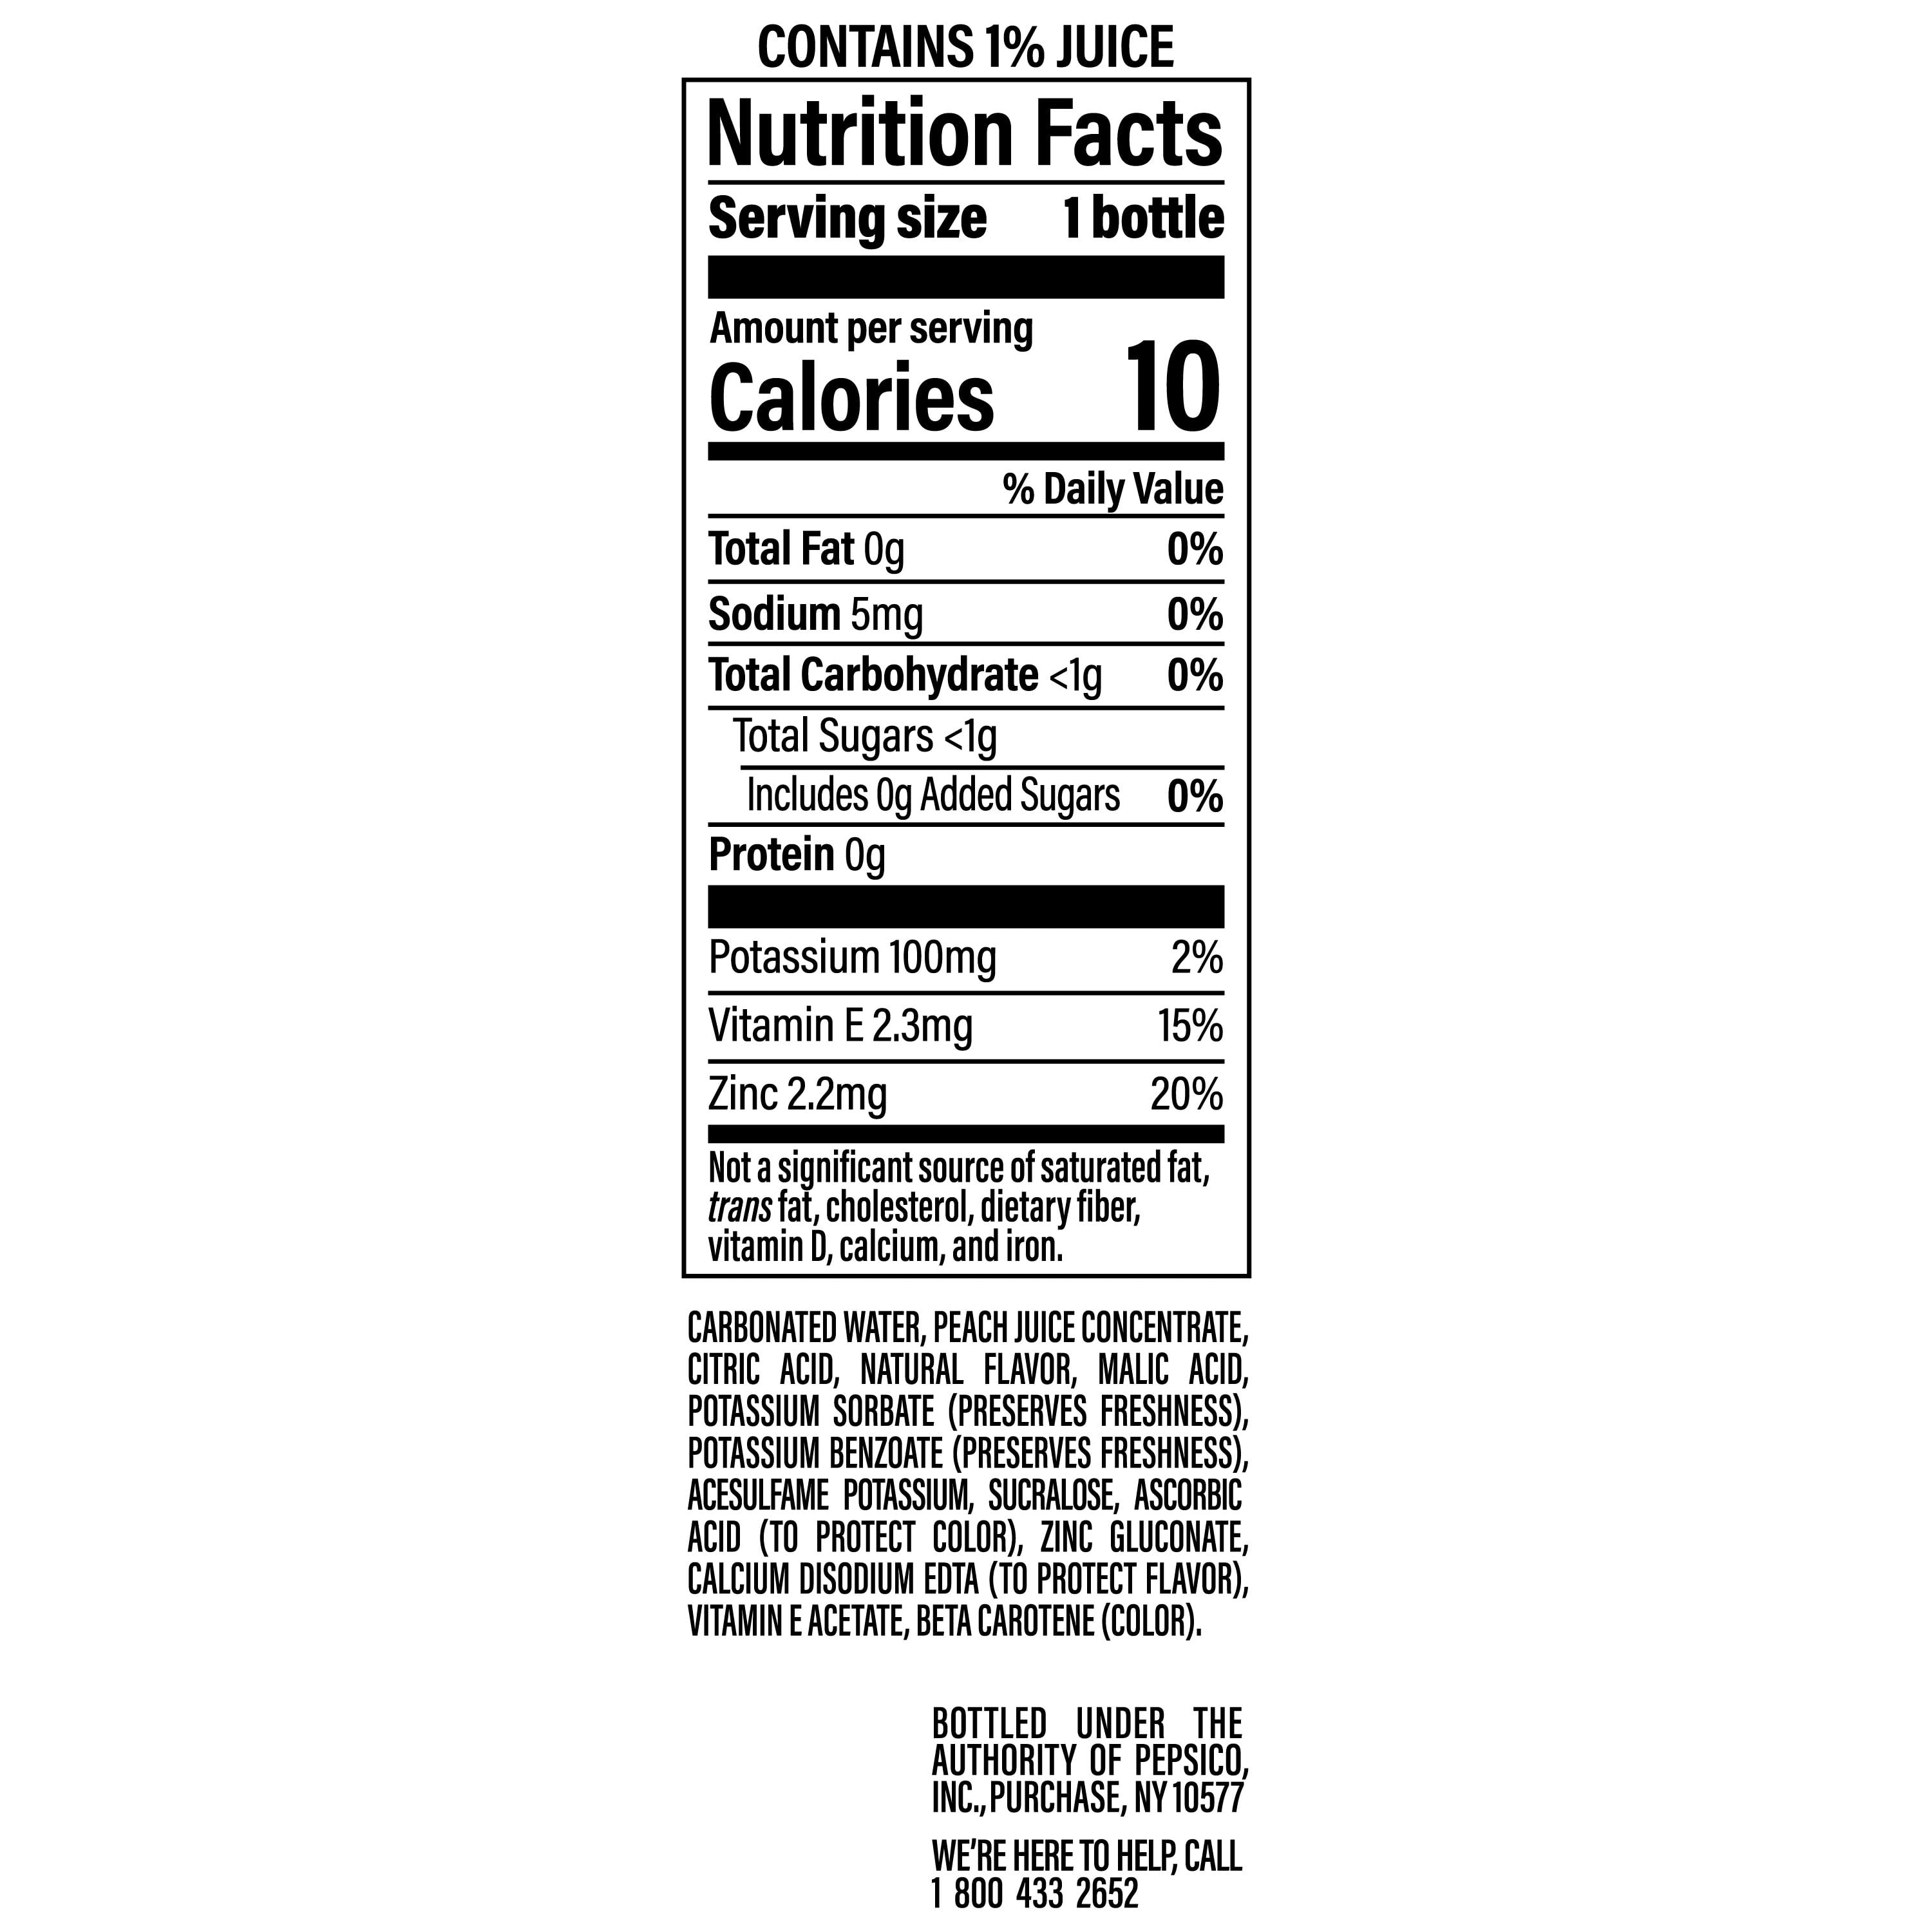 CONTAINS 1% JUICE
Nutrition Facts
Serving size 1 bottle
Amount per serving
Calories 10
% Daily Value
Total Fat 0g 0%
Sodium 5mg 0%
Total Carbohydrate <1g 0%
Total Sugars <1g
Includes 0g Added Sugars 0%
Protein 0g
Potassium 100mg 2%
Vitamin E 2.3mg 15%
Zinc 2.2mg 20%
Not a significant source of saturated fat,
trans fat, cholesterol, dietary fiber,
vitamin D, calcium, and iron.
CARBONATED WATER, PEACH JUICE CONCENTRATE,
CITRIC ACID, NATURAL FLAVOR, MALIC ACID,
POTASSIUM SORBATE (PRESERVES FRESHNESS),
POTASSIUM BENZOATE (PRESERVES FRESHNESS),
ACESULFAME POTASSIUM, SUCRALOSE, ASCORBIC
ACID (TO PROTECT COLOR), ZINC GLUCONATE,
CALCIUM DISODIUM EDTA (TO PROTECT FLAVOR),
VITAMIN E ACETATE, BETA CAROTENE (COLOR).
BOTTLED UNDER THE
AUTHORITY OF PEPSICO,
INC., PURCHASE, NY 10577
WE'RE HERE TO HELP, CALL
1 800 433 2652